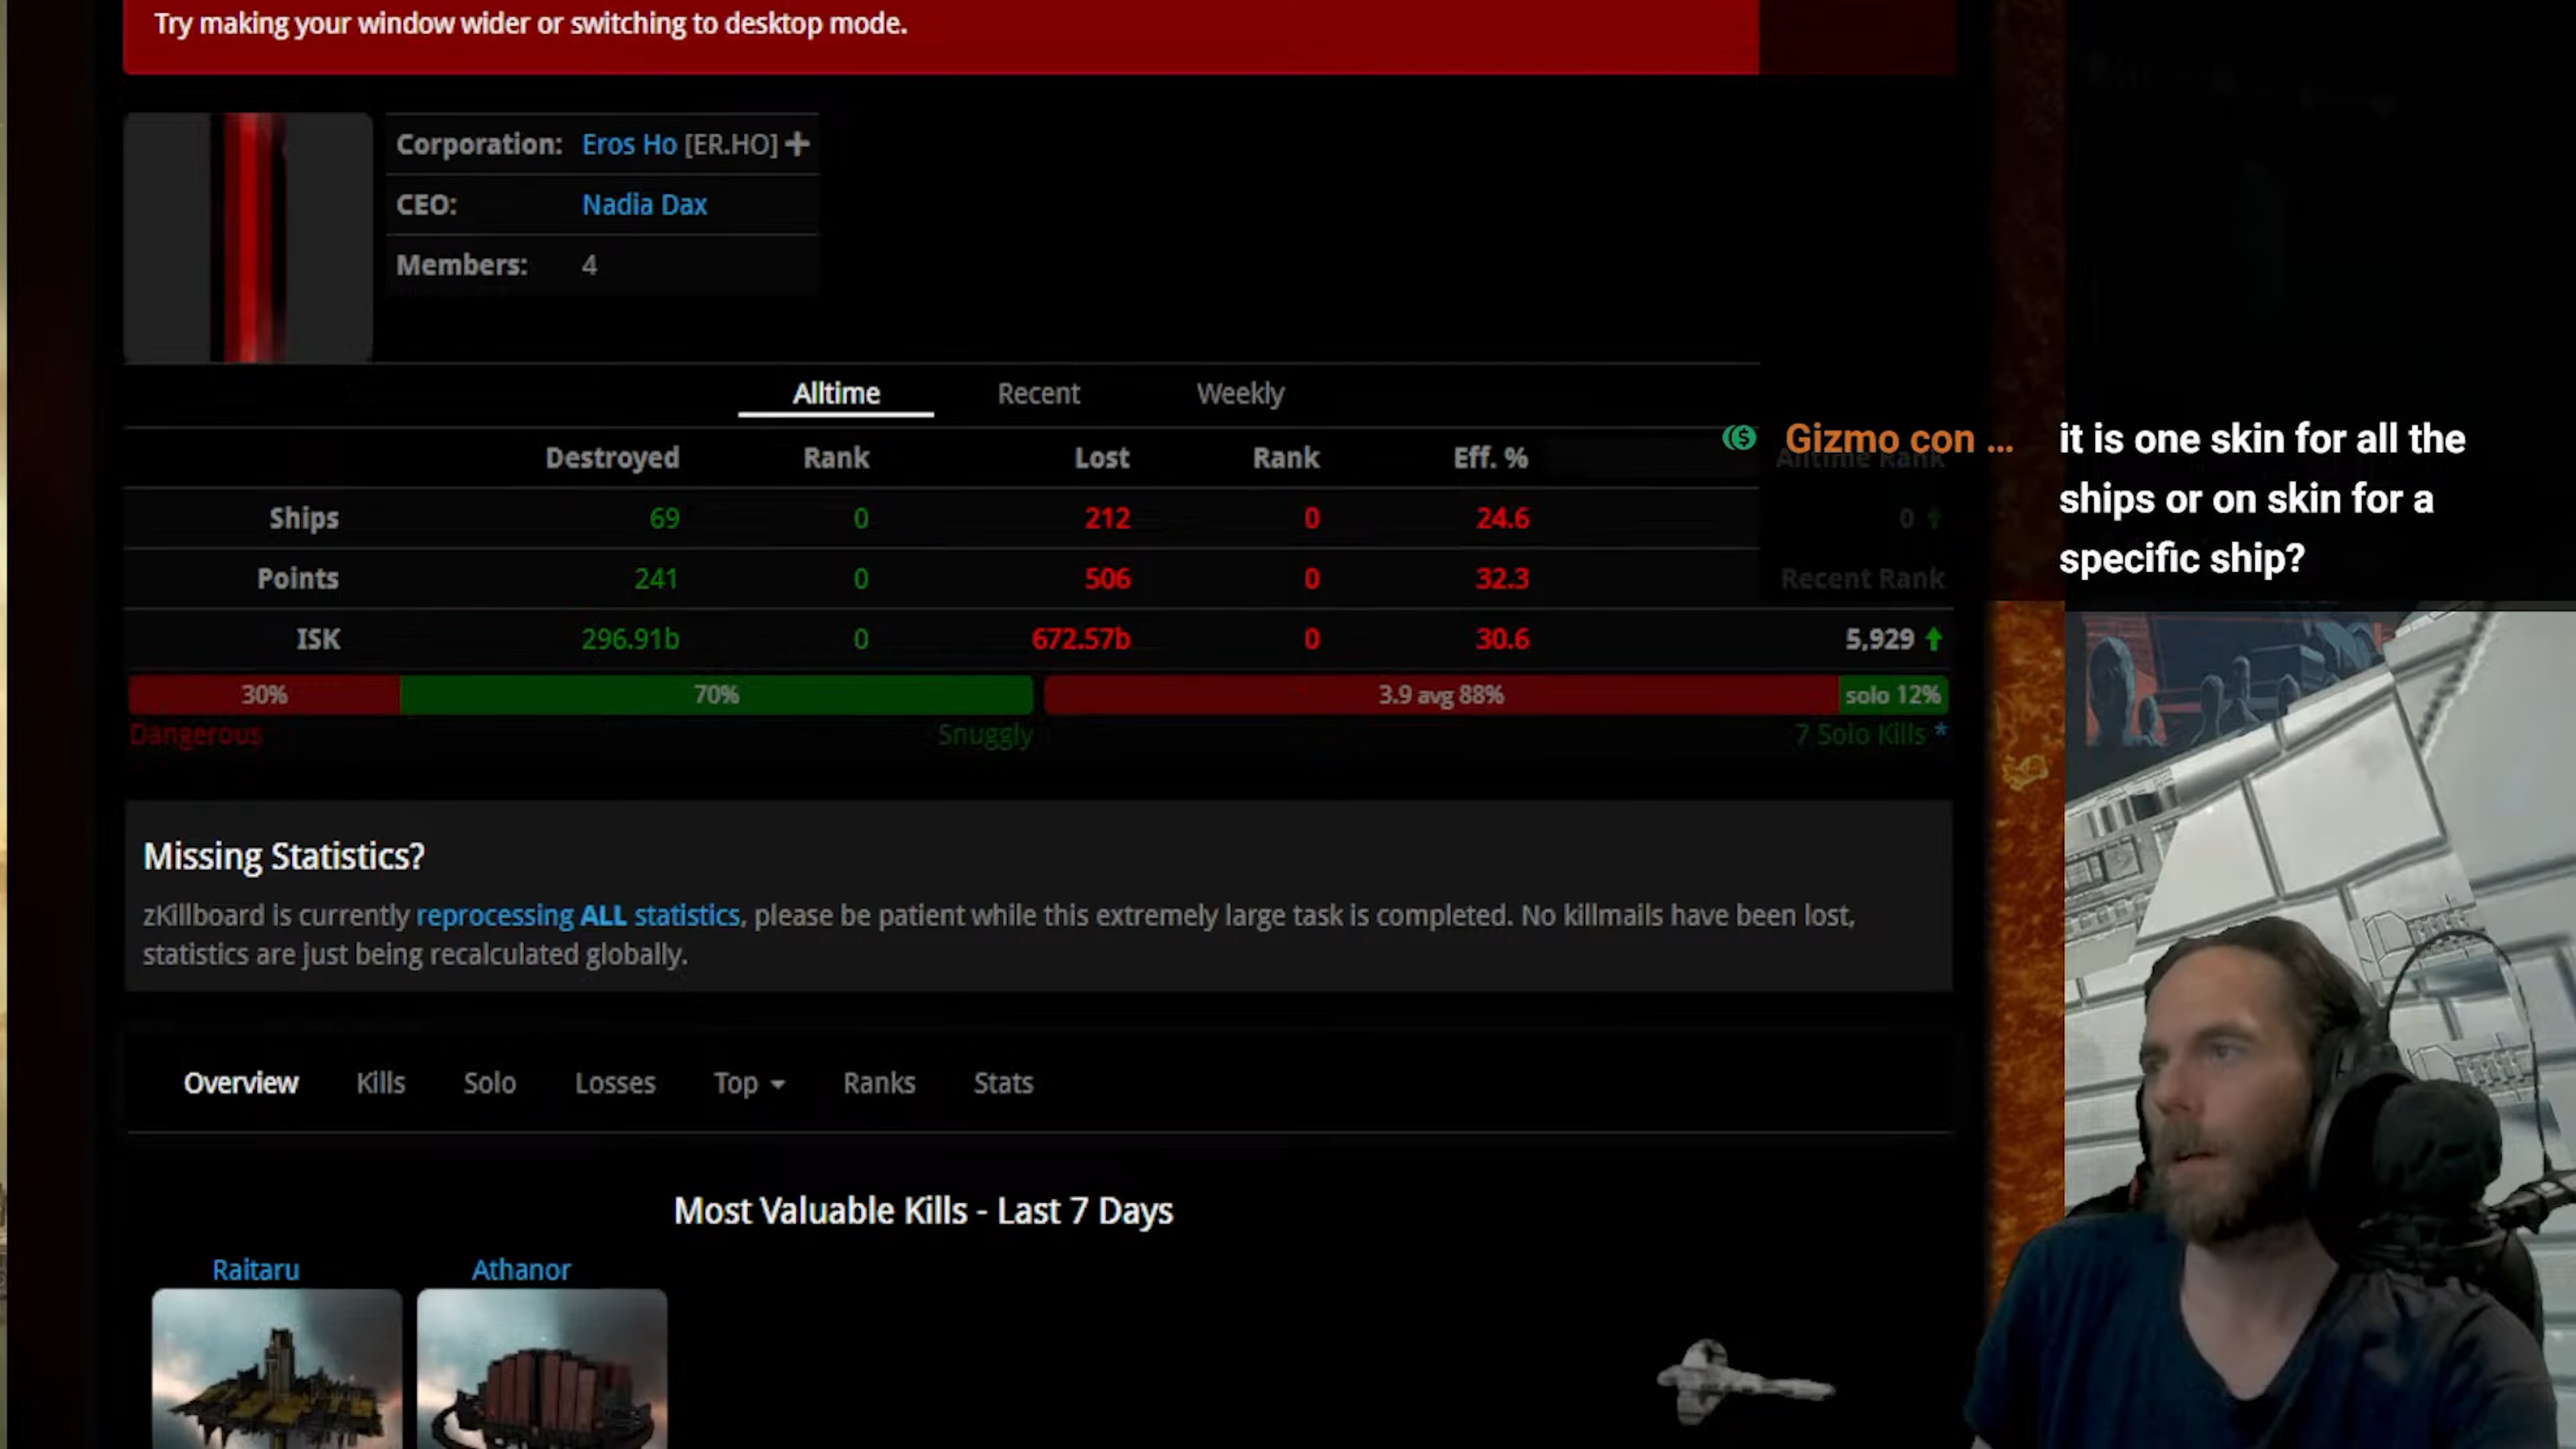 Try making your window wider or switching to desktop mode.
Corporation: Eros Ho [ER.HO] +
CEO: Nadia Dax
Members: 4
Alltime Recent Weekly
Destroyed Rank Lost Rank Eff. % Alltime Rank
Ships 69 0 212 0 24.6 0
Points 241 0 506 0 32.3 Recent Rank
ISK 296.91b 0 672.57b 0 30.6 5,929
30% 70% 3.9 avg 88% solo 12%
Dangerous Snuggly 7 Solo Kills *
Gizmo con ... it is one skin for all the
ships or on skin for a
specific ship?
Missing Statistics?
zKillboard is currently reprocessing ALL statistics, please be patient while this extremely large task is completed. No killmails have been lost,
statistics are just being recalculated globally.
Overview Kills Solo Losses Top Ranks Stats
Most Valuable Kills - Last 7 Days
Raitaru Athanor